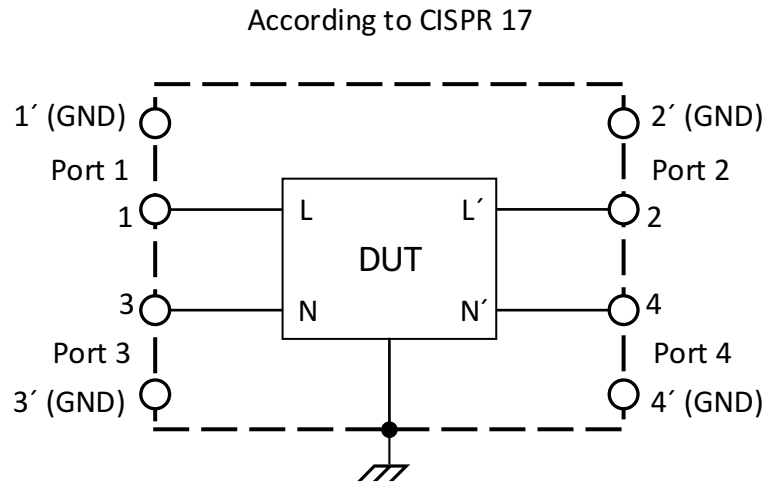 According to CISPR 17
1´ (GND) 2´ (GND)
Port 1 Port 2
1 L L´ 2
DUT
3 N N´ 4
Port 3 Port 4
3´ (GND) 4´ (GND)